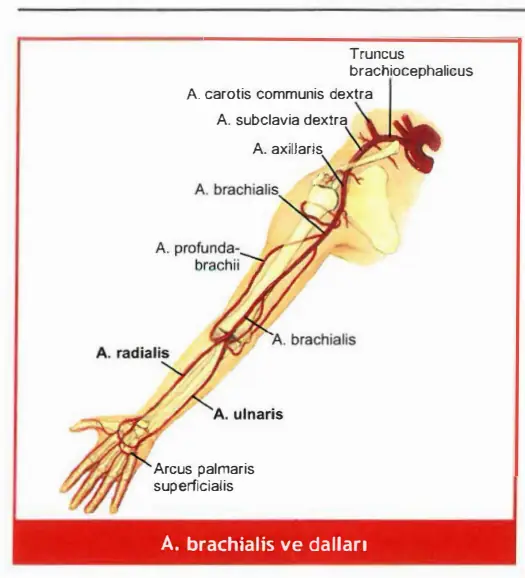 Truncus
brachiocephalicus
A. carotis communis dextra
A. subclavia dextra
A. axillaris
A. brachialis
A. profunda-
brachii
A. brachialis
A. radialis
A. ulnaris
Arcus palmaris
superficialis
A. brachialis ve dalları